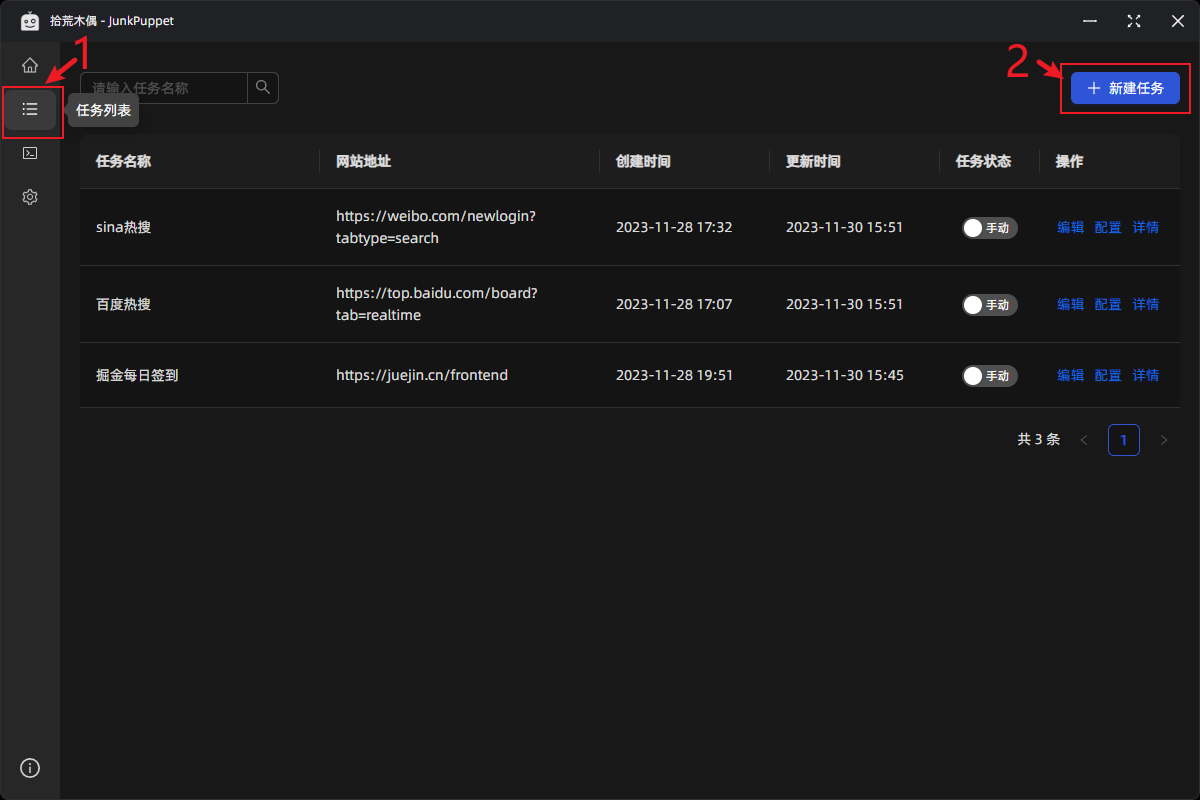 拾荒木偶 - JunkPuppet
1
2
请输入任务名称
新建任务
任务列表
任务名称 网站地址 创建时间 更新时间 任务状态 操作
sina热搜 https://weibo.com/newlogin?
tabtype=search 2023-11-28 17:32 2023-11-30 15:51 手动 编辑 配置 详情
百度热搜 https://top.baidu.com/board?
tab=realtime 2023-11-28 17:07 2023-11-30 15:51 手动 编辑 配置 详情
掘金每日签到 https://juejin.cn/frontend 2023-11-28 19:51 2023-11-30 15:45 手动 编辑 配置 详情
共 3 条 < 1 >